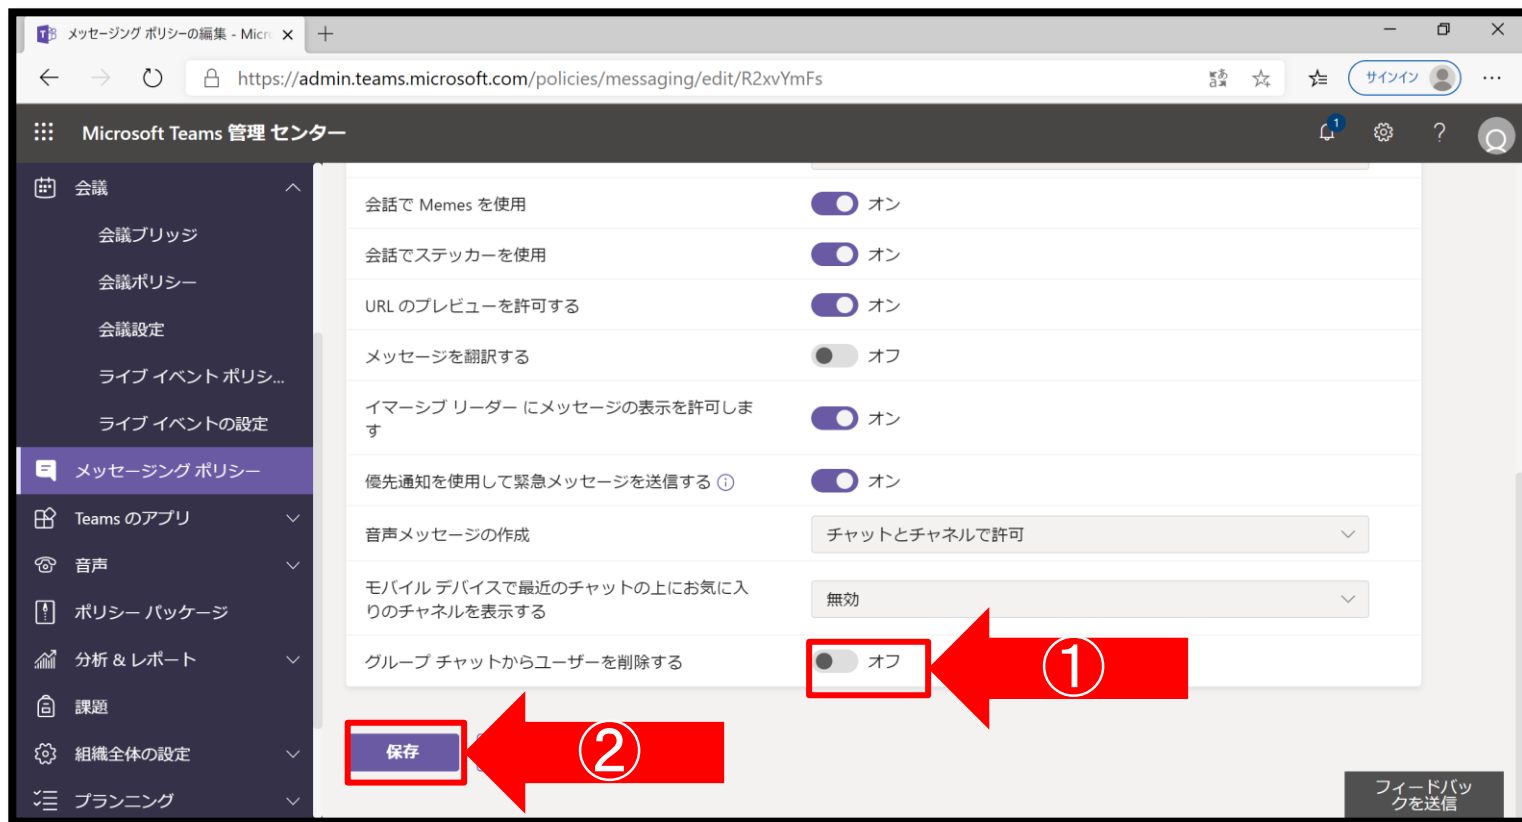 メッセージング ポリシーの編集 - Micr
https://admin.teams.microsoft.com/policies/messaging/edit/R2xvYmFs
サインイン
Microsoft Teams 管理 センター
1
?
会議
会議ブリッジ
会議ポリシー
会議設定
ライブ イベント ポリシ...
ライブ イベントの設定
メッセージング ポリシー
Teams のアプリ
音声
ポリシー パッケージ
分析 & レポート
課題
組織全体の設定
プランニング
会話で Memes を使用
オン
会話でステッカーを使用
オン
URL のプレビューを許可する
オン
メッセージを翻訳する
オフ
イマーシブ リーダー にメッセージの表示を許可しま
す
オン
優先通知を使用して緊急メッセージを送信する
オン
音声メッセージの作成
チャットとチャネルで許可
モバイル デバイスで最近のチャットの上にお気に入
りのチャネルを表示する
無効
グループ チャットからユーザーを削除する
オフ
①
保存
②
フィードバッ
クを送信